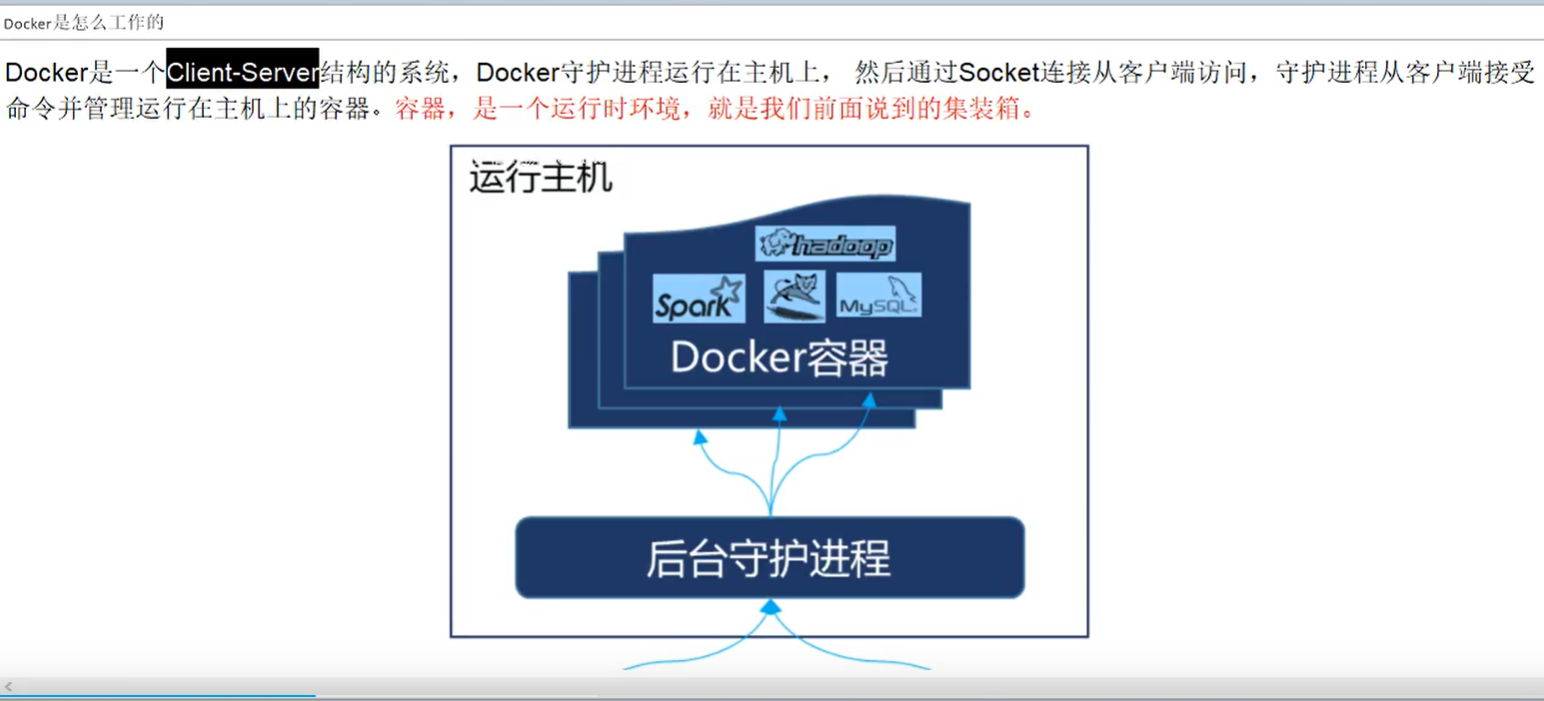 Docker是怎么工作的
Docker是一个Client-Server结构的系统，Docker守护进程运行在主机上， 然后通过Socket连接从客户端访问，守护进程从客户端接受
命令并管理运行在主机上的容器。容器，是一个运行时环境，就是我们前面说到的集装箱。
运行主机
hadoop
Spark
MySQL
Docker容器
后台守护进程